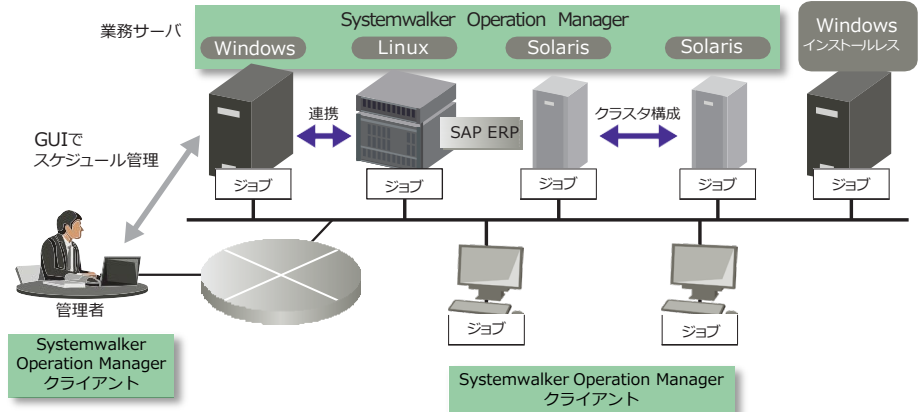 業務サーバ
Systemwalker Operation Manager
Windows
Linux
Solaris
Solaris
Windows
インストールレス
連携
SAP ERP
クラスタ構成
GUIで
スケジュール管理
ジョブ
ジョブ
ジョブ
ジョブ
ジョブ
管理者
ジョブ
ジョブ
Systemwalker
Operation Manager
クライアント
Systemwalker Operation Manager
クライアント